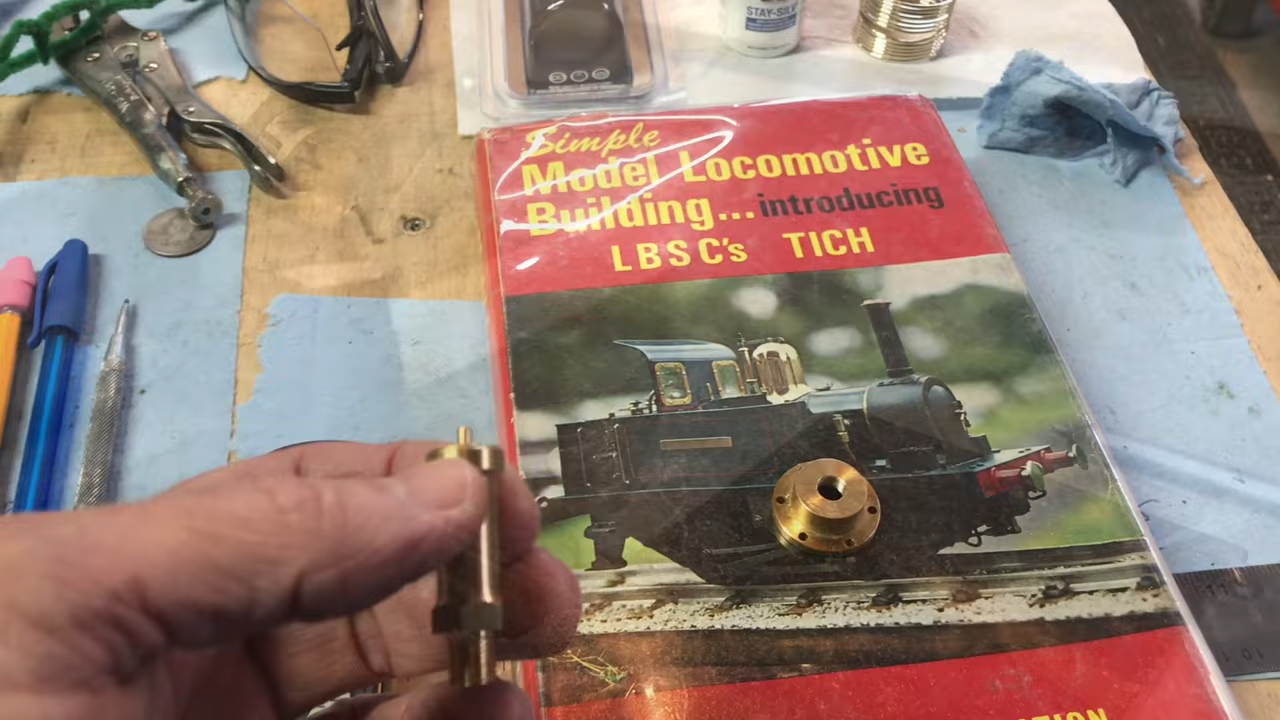 STAY-SILV
Simple
Model Locomotive
Building...introducing
LBSC's TICH